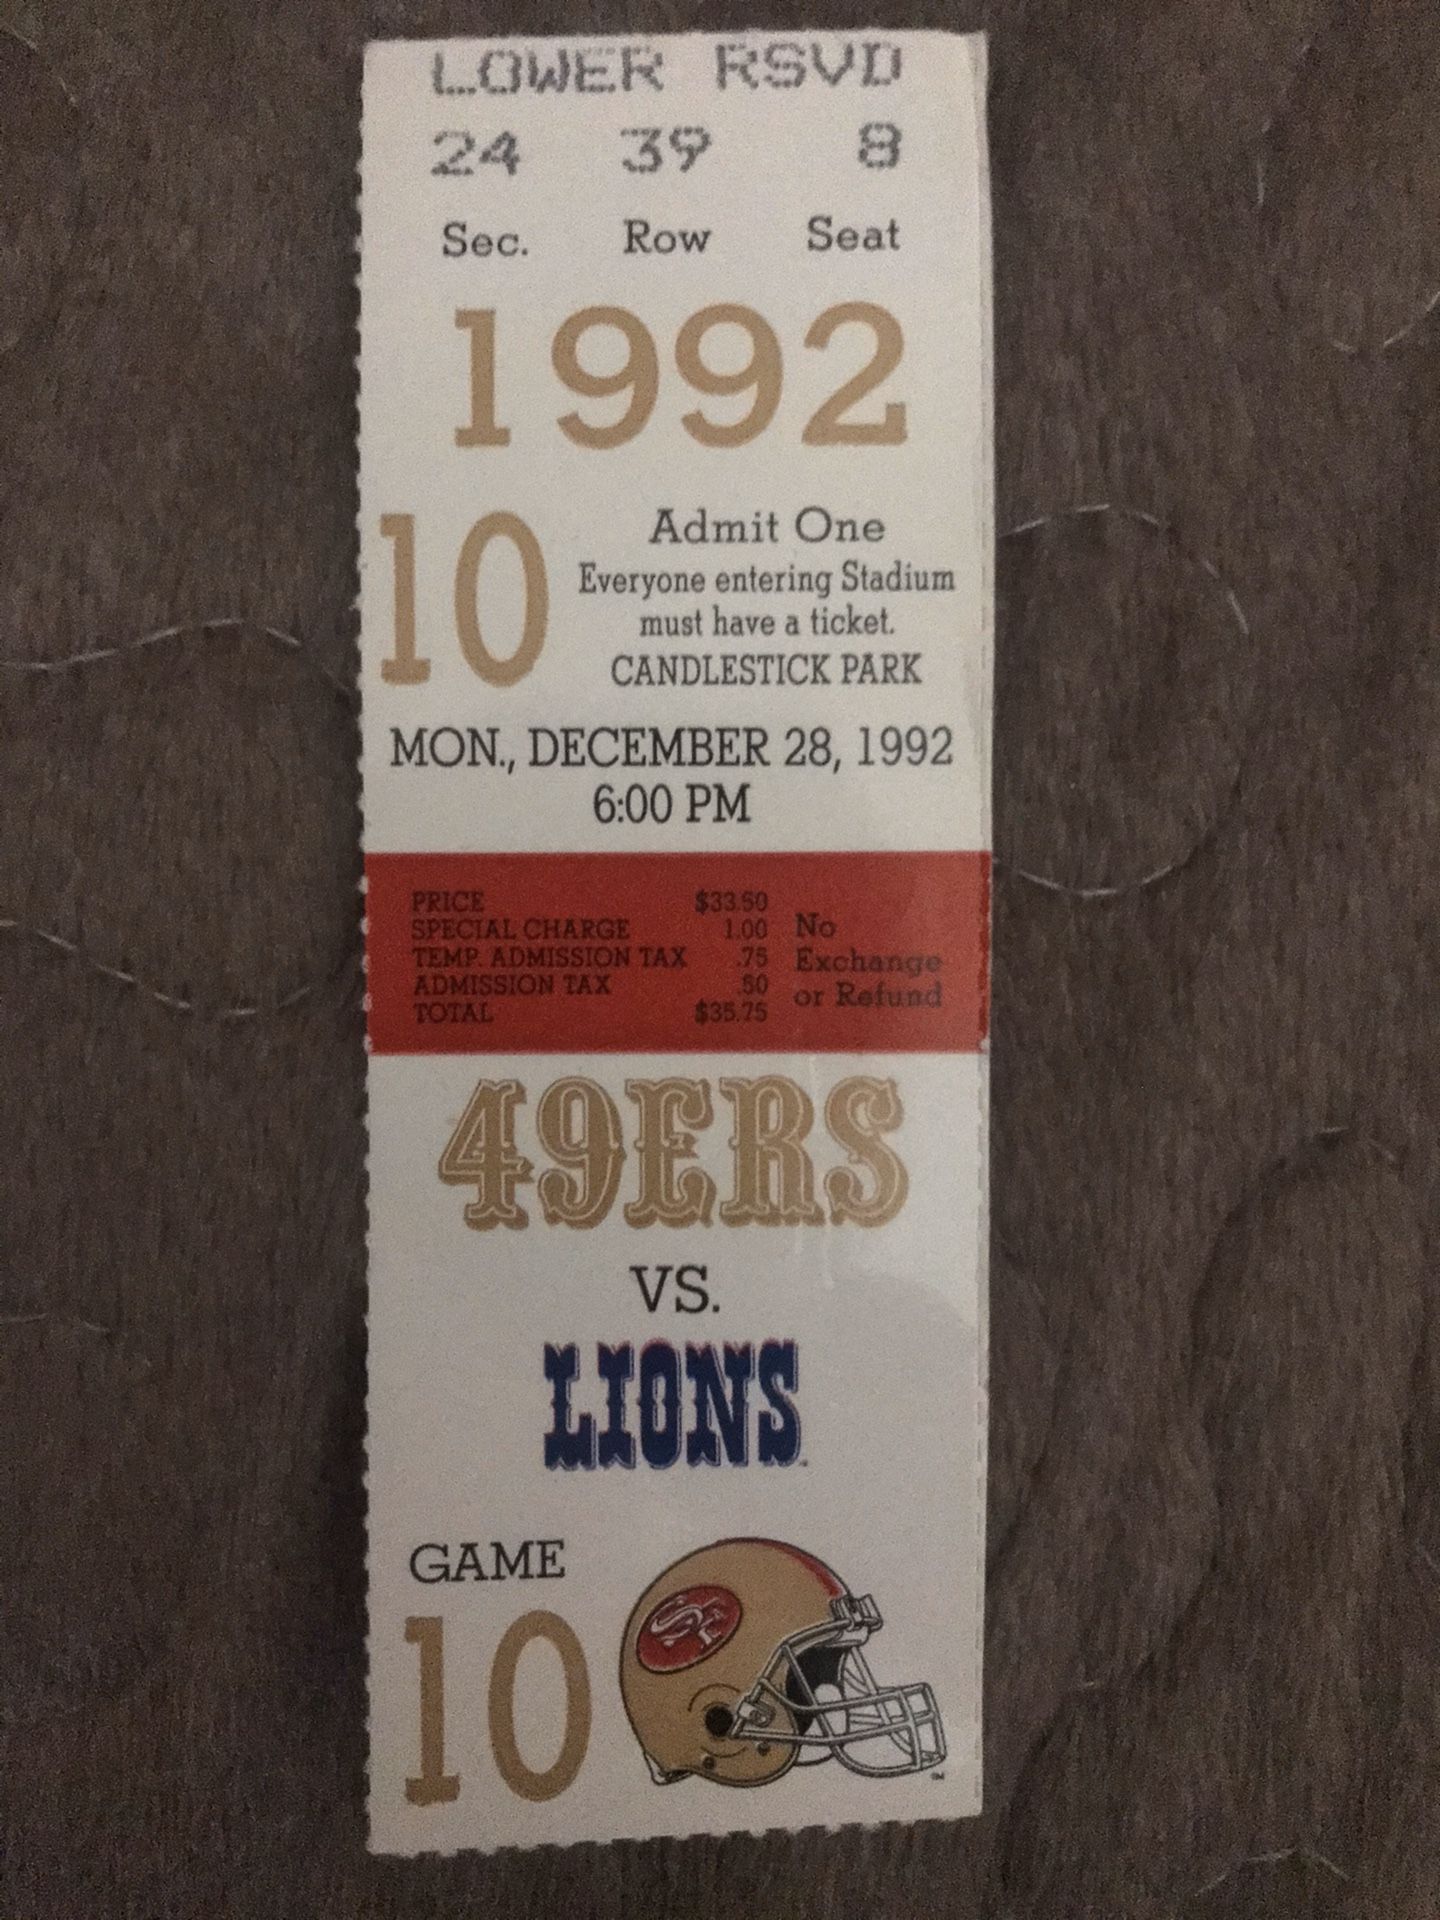 LOWER RSVD
24 39 8
Sec. Row Seat
1992
10
Admit One
Everyone entering Stadium
must have a ticket.
CANDLESTICK PARK
MON., DECEMBER 28, 1992
6:00 PM
PRICE $33.50
SPECIAL CHARGE 1.00
TEMP. ADMISSION TAX .75
ADMISSION TAX .50
TOTAL $35.75
No
Exchange
or Refund
49ERS
VS.
LIONS
GAME
10
SF
TM